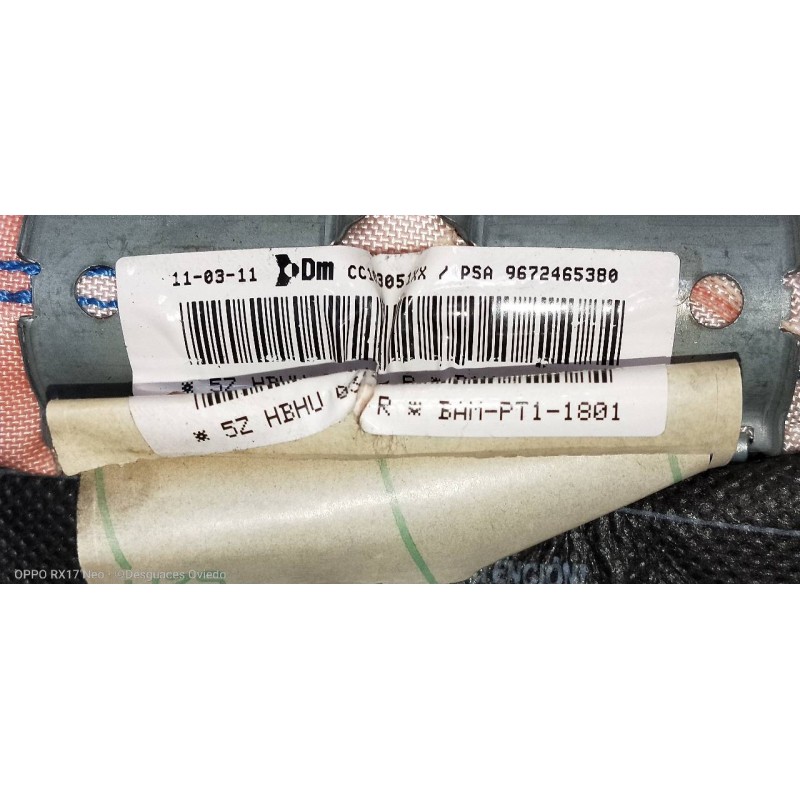 11-03-11 Dm / PSA 9672465380
* 5Z HBHU R * BAM-PT1-1801
OPPO RX17 Neo · ©Desguaces Oviedo